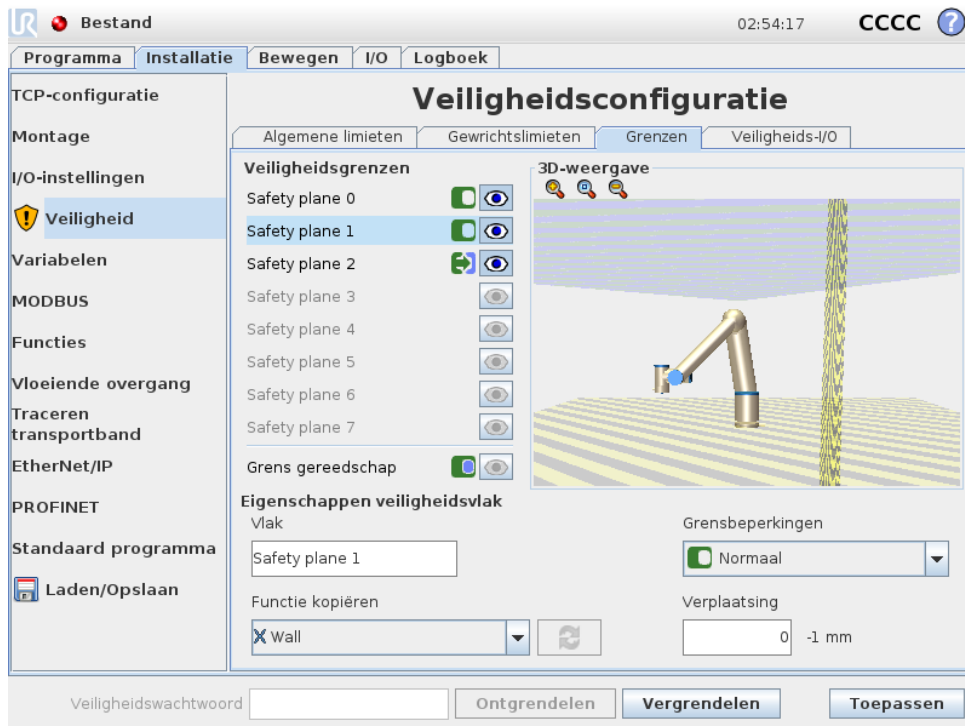 UR Bestand 02:54:17 CCCC ?
Programma Installatie Bewegen I/O Logboek
TCP-configuratie
Montage
I/O-instellingen
Veiligheid
Variabelen
MODBUS
Functies
Vloeiende overgang
Traceren
transportband
EtherNet/IP
PROFINET
Standaard programma
Laden/Opslaan
Veiligheidsconfiguratie
Algemene limieten Gewrichtslimieten Grenzen Veiligheids-I/O
Veiligheidsgrenzen
Safety plane 0
Safety plane 1
Safety plane 2
Safety plane 3
Safety plane 4
Safety plane 5
Safety plane 6
Safety plane 7
Grens gereedschap
3D-weergave
Eigenschappen veiligheidsvlak
Vlak
Safety plane 1
Grensbeperkingen
Normaal
Functie kopiëren
Wall
Verplaatsing
0 -1 mm
Veiligheidswachtwoord Ontgrendelen Vergrendelen Toepassen